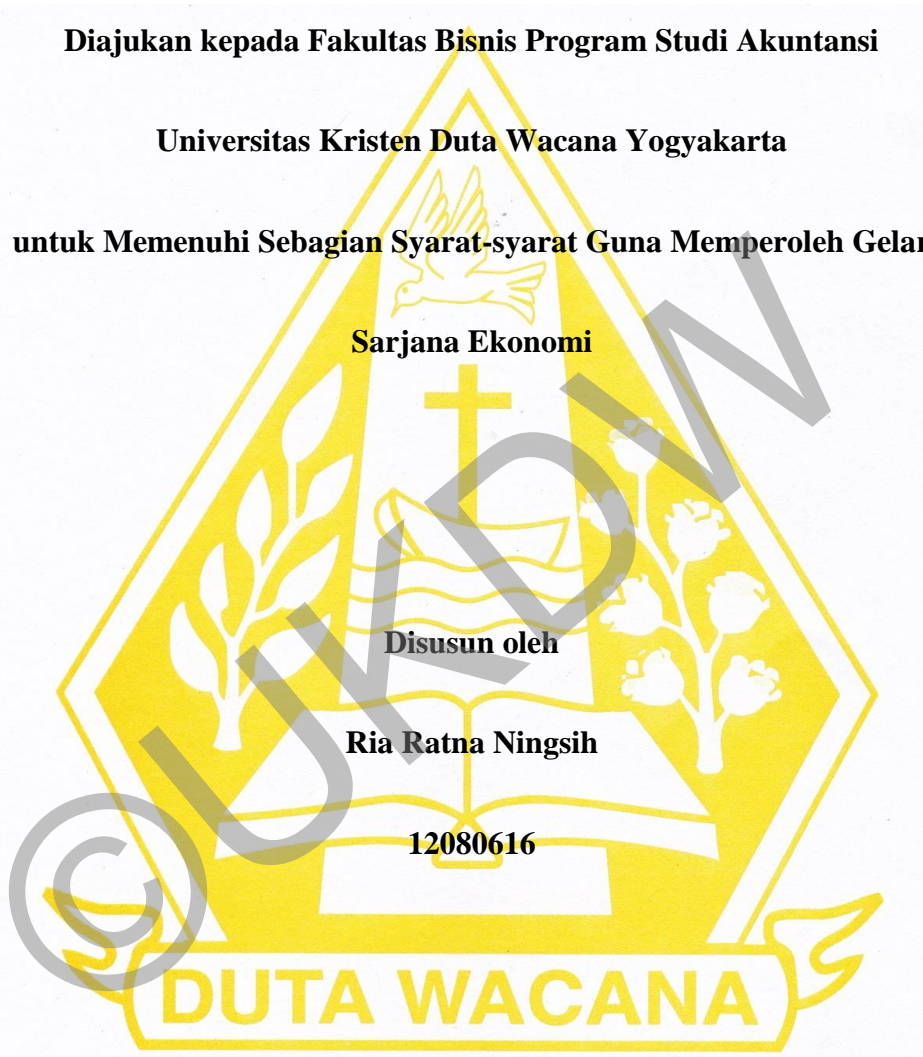 Diajukan kepada Fakultas Bisnis Program Studi Akuntansi
Universitas Kristen Duta Wacana Yogyakarta
untuk Memenuhi Sebagian Syarat-syarat Guna Memperoleh Gelar
Sarjana Ekonomi
Disusun oleh
Ria Ratna Ningsih
12080616
©UKDW
DUTA WACANA